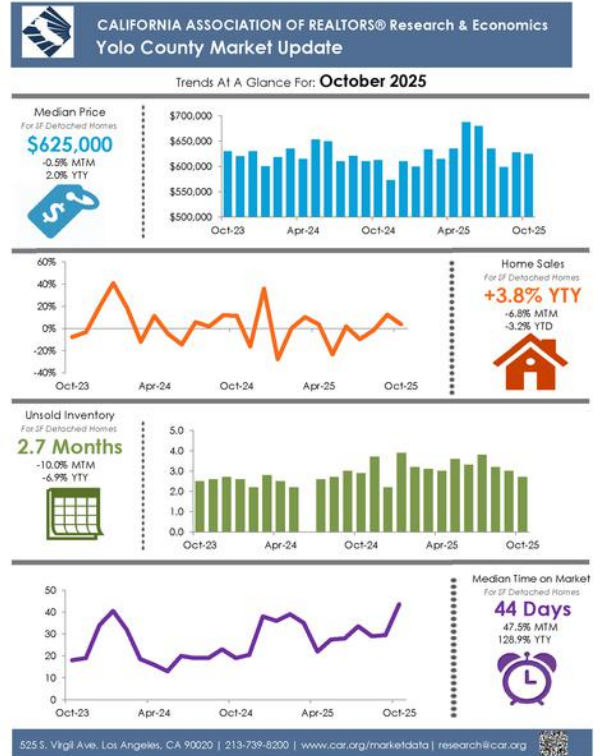 CALIFORNIA ASSOCIATION OF REALTORS® Research & Economics
Yolo County Market Update
Trends At A Glance For: October 2025
Median Price
For SF Detached Homes
$625,000
-0.5% MTM
2.0% YTY
$
$700,000
$650,000
$600,000
$550,000
$500,000
Oct-23 Apr-24 Oct-24 Apr-25 Oct-25
60%
40%
20%
0%
-20%
-40%
Oct-23 Apr-24 Oct-24 Apr-25 Oct-25
Home Sales
For SF Detached Homes
+3.8% YTY
-6.8% MTM
-3.2% YTD
Unsold Inventory
For SF Detached Homes
2.7 Months
-10.0% MTM
-6.9% YTY
5.0
4.0
3.0
2.0
1.0
0.0
Oct-23 Apr-24 Oct-24 Apr-25 Oct-25
50
40
30
20
10
0
Oct-23 Apr-24 Oct-24 Apr-25 Oct-25
Median Time on Market
For SF Detached Homes
44 Days
47.5% MTM
128.9% YTY
525 S. Virgil Ave, Los Angeles, CA 90020 | 213-739-8200 | www.car.org/marketdata | research@car.org